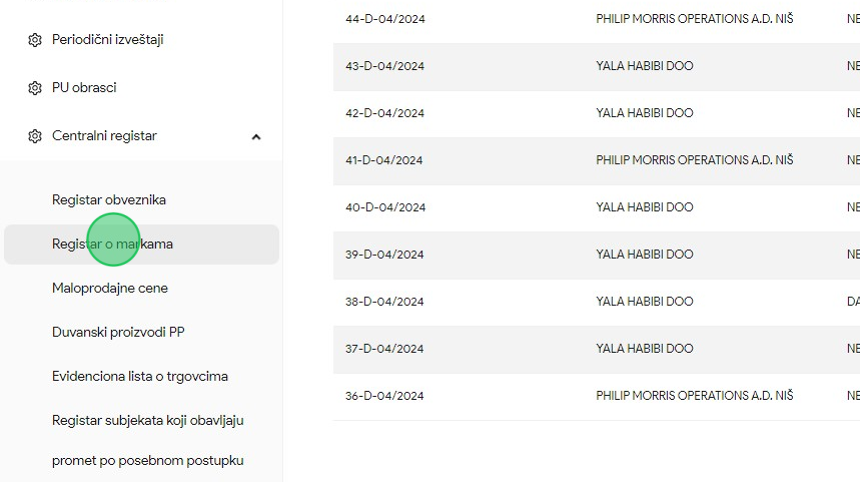 Periodični izveštaji
PU obrasci
Centralni registar
Registar obveznika
Registar o markama
Maloprodajne cene
Duvanski proizvodi PP
Evidenciona lista o trgovcima
Registar subjekata koji obavljaju
promet po posebnom postupku
44-D-04/2024 PHILIP MORRIS OPERATIONS A.D. NIŠ NE
43-D-04/2024 YALA HABIBI DOO NE
42-D-04/2024 YALA HABIBI DOO NE
41-D-04/2024 PHILIP MORRIS OPERATIONS A.D. NIŠ NE
40-D-04/2024 YALA HABIBI DOO NE
39-D-04/2024 YALA HABIBI DOO NE
38-D-04/2024 YALA HABIBI DOO DA
37-D-04/2024 YALA HABIBI DOO NE
36-D-04/2024 PHILIP MORRIS OPERATIONS A.D. NIŠ NE